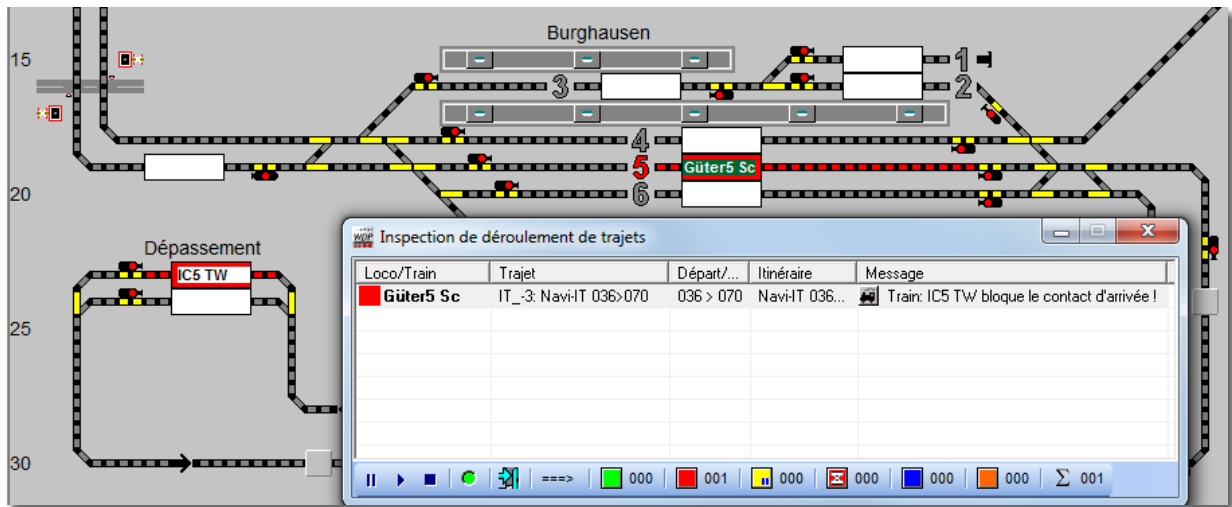 Burghausen
15
1
3
2
4
5
Güter5 Sc
20
6
Dépassement
IC5 TW
25
30
WDP Inspection de déroulement de trajets
Loco/Train Trajet Départ/... Itinéraire Message
Güter5 Sc IT_-3: Navi-IT 036>070 036 > 070 Navi-IT 036... Train: IC5 TW bloque le contact d'arrivée !
===> 000 001 000 000 000 000 Σ 001